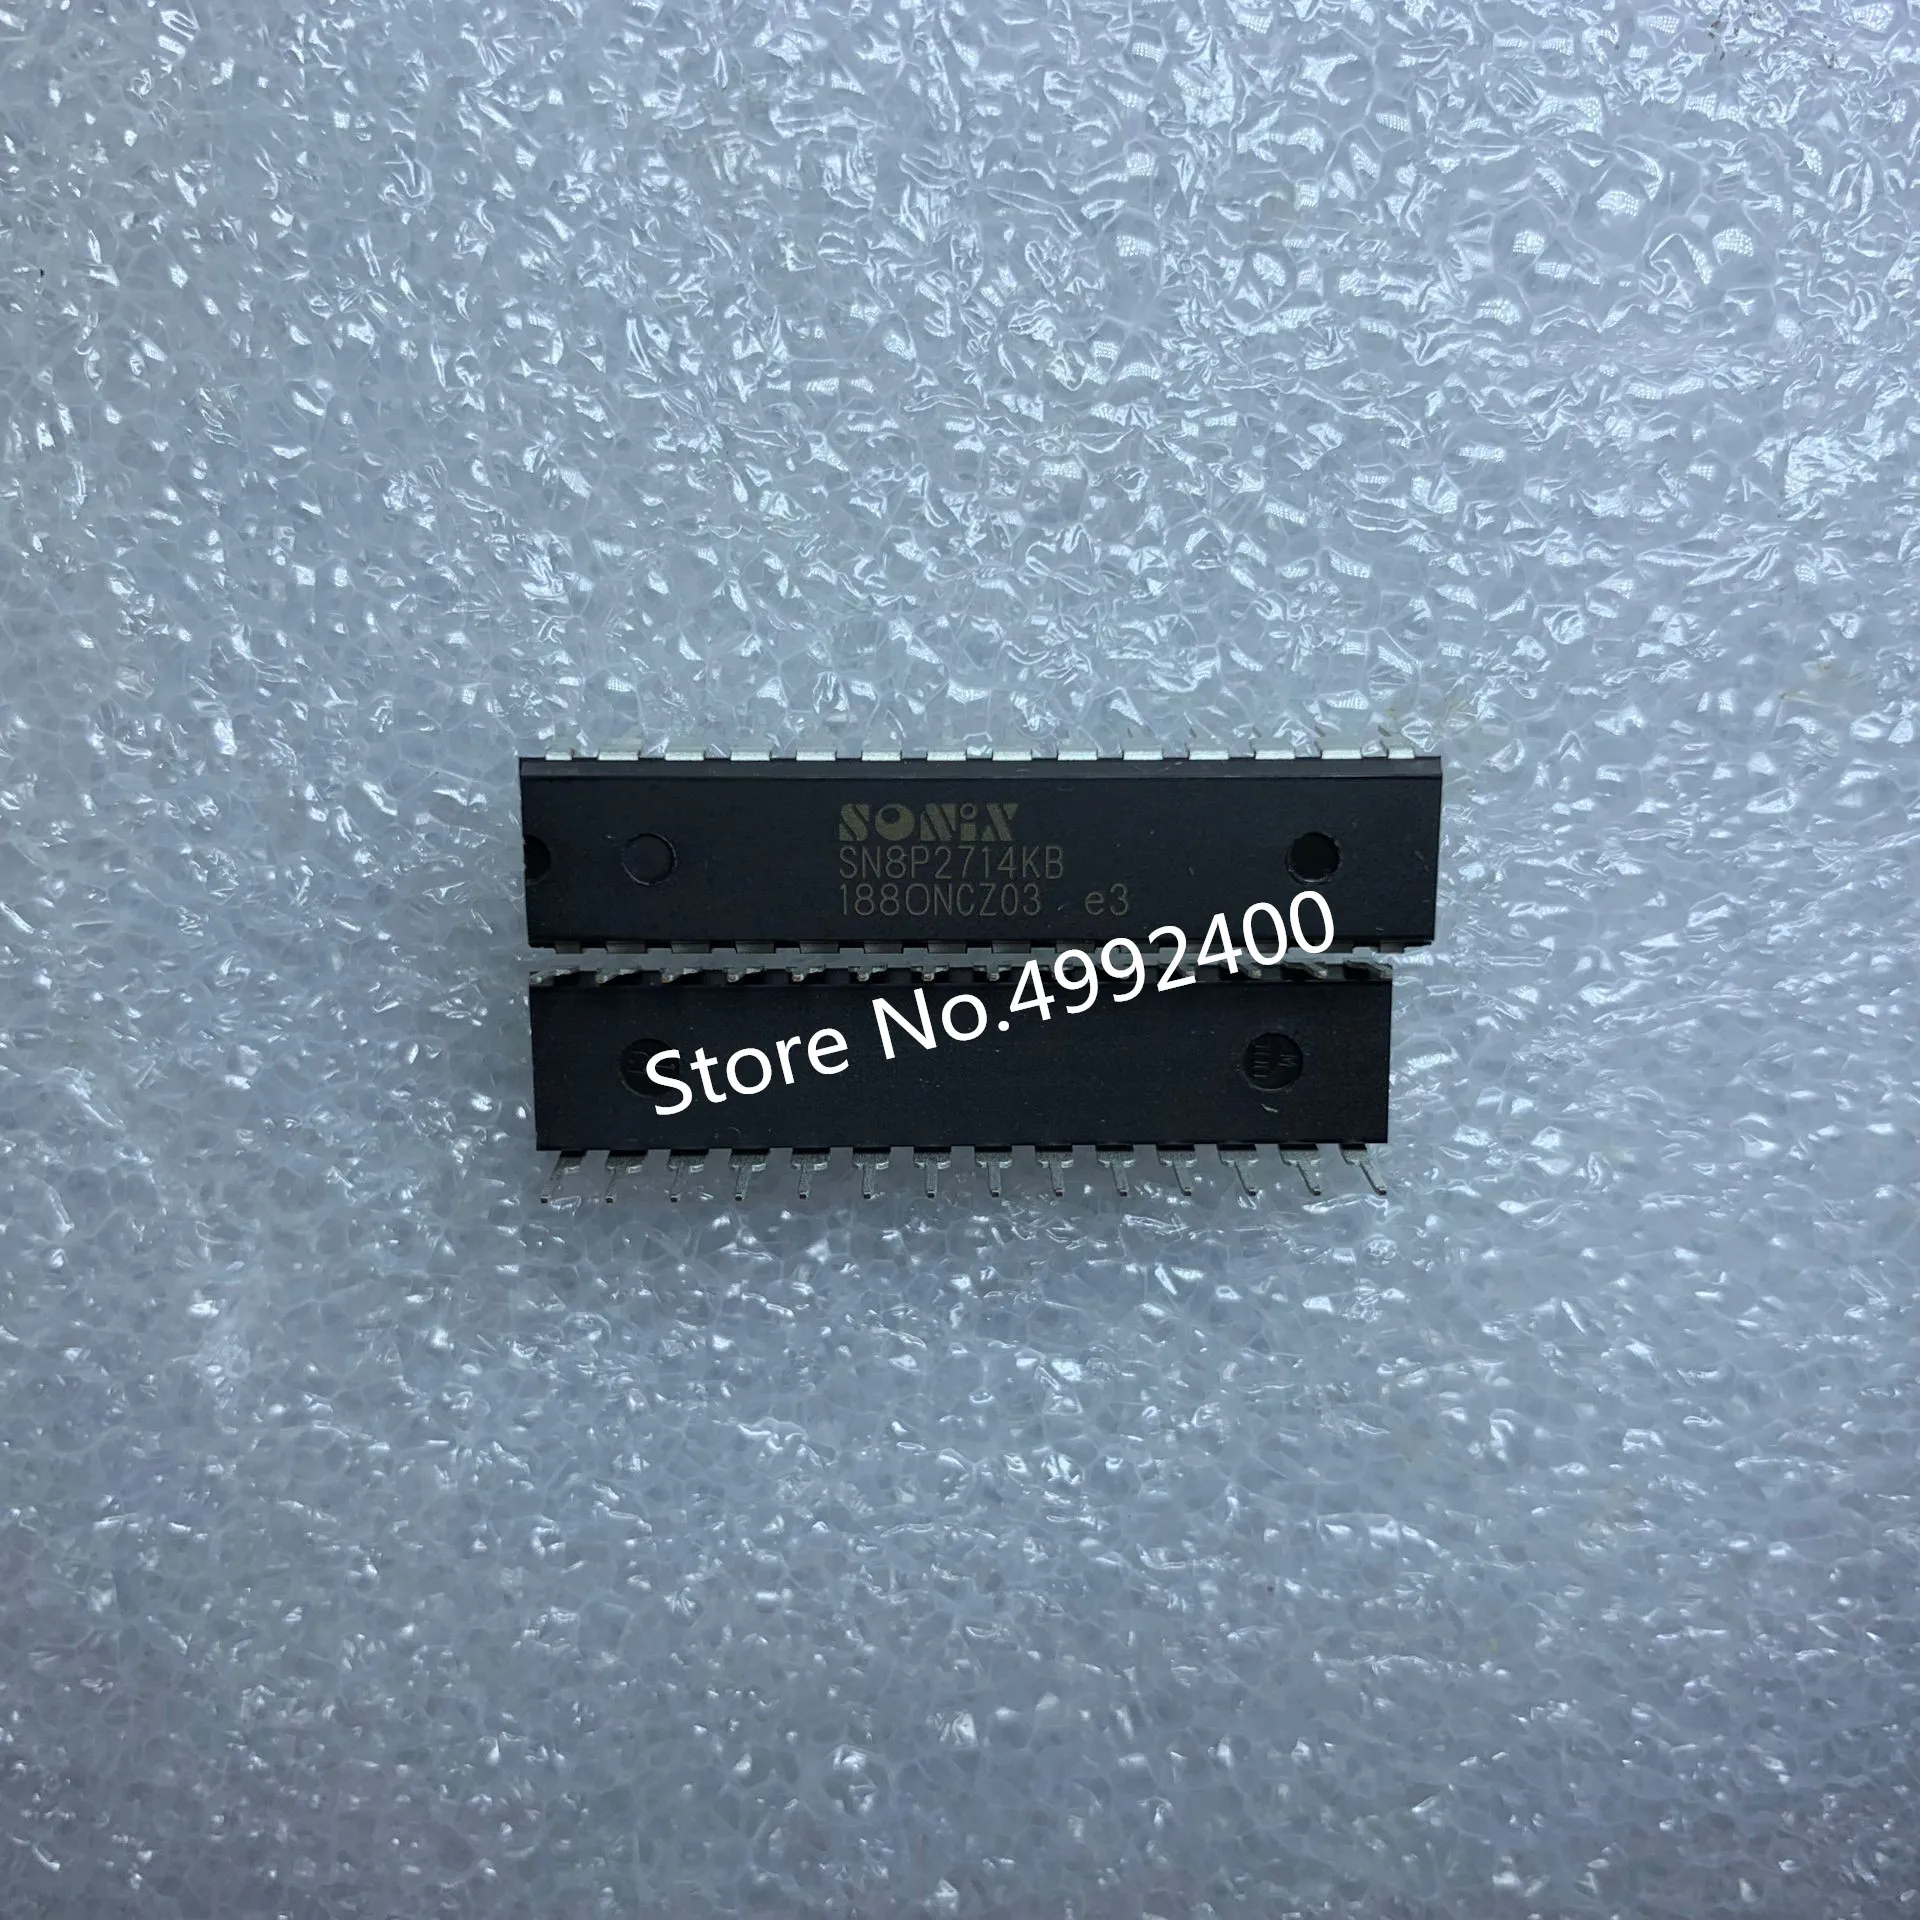 SONiX
SN8P2714KB
1880NCZ03 e3
Store No.4992400